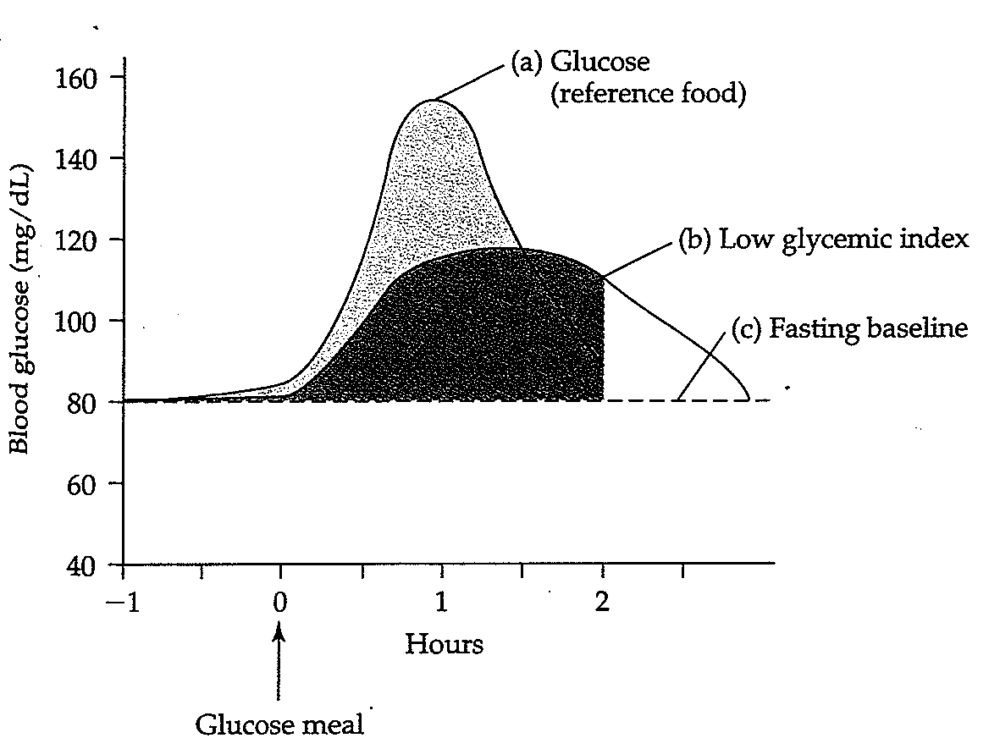 160
140
120
100
80
60
40
Blood glucose (mg/dL)
(a) Glucose
(reference food)
(b) Low glycemic index
(c) Fasting baseline
−1 0 1 2
Hours
Glucose meal